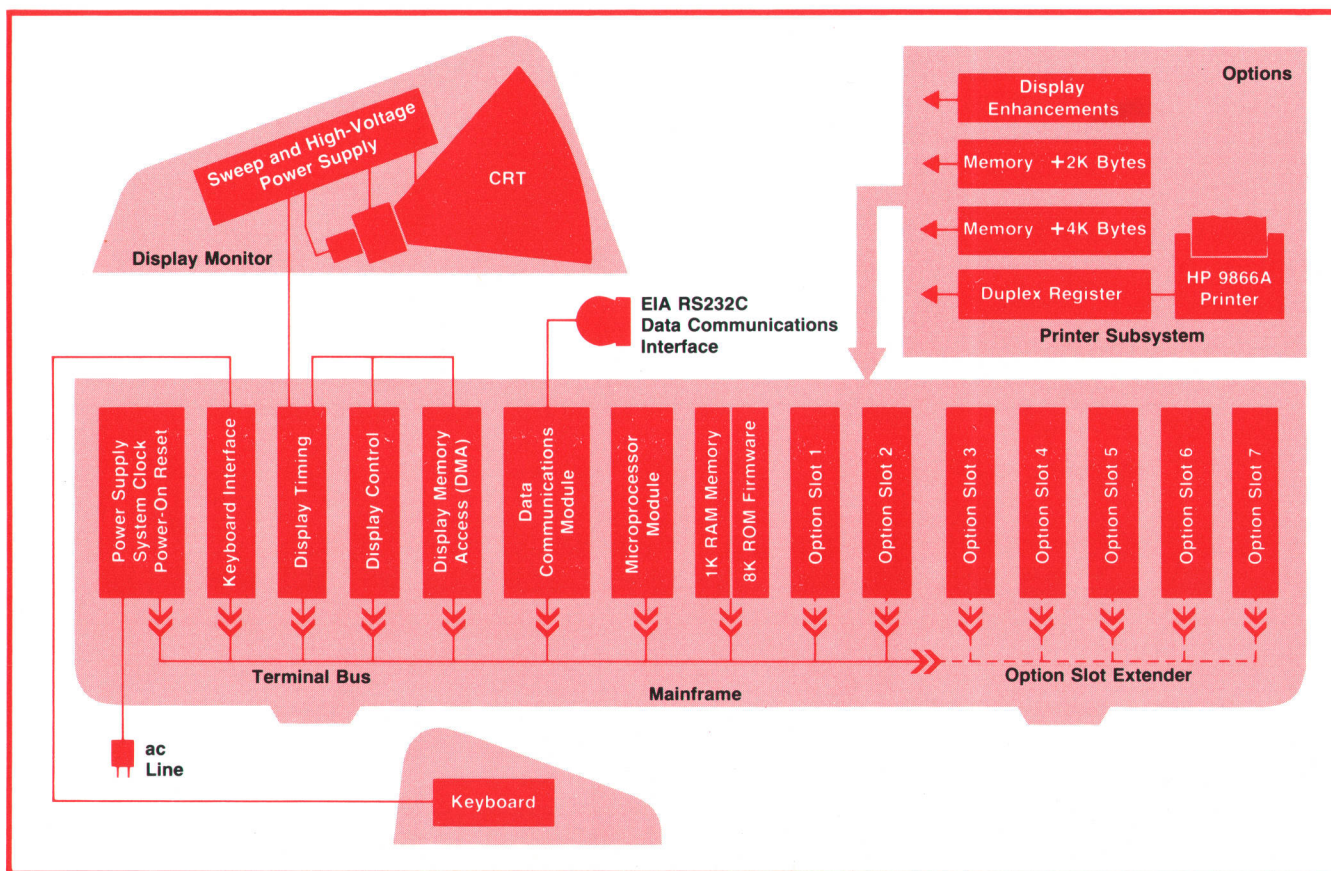 Options
Display
Enhancements
Memory +2K Bytes
Memory +4K Bytes
Duplex Register
HP 9866A
Printer
Printer Subsystem
Sweep and High-Voltage
Power Supply
CRT
Display Monitor
EIA RS232C
Data Communications
Interface
Power Supply
System Clock
Power-On Reset
Keyboard Interface
Display Timing
Display Control
Display Memory
Access (DMA)
Data
Communications
Module
Microprocessor
Module
1K RAM Memory
8K ROM Firmware
Option Slot 1
Option Slot 2
Option Slot 3
Option Slot 4
Option Slot 5
Option Slot 6
Option Slot 7
Terminal Bus
Mainframe
Option Slot Extender
ac
Line
Keyboard